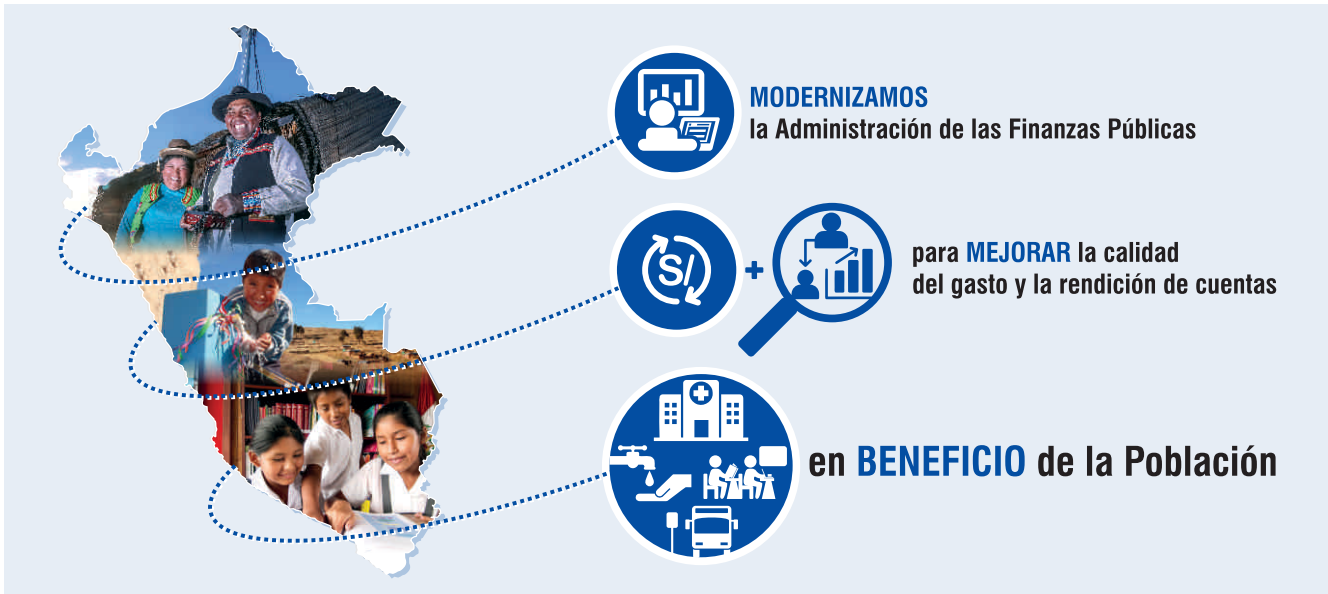 MODERNIZAMOS
la Administración de las Finanzas Públicas
S/
+
para MEJORAR la calidad
del gasto y la rendición de cuentas
en BENEFICIO de la Población